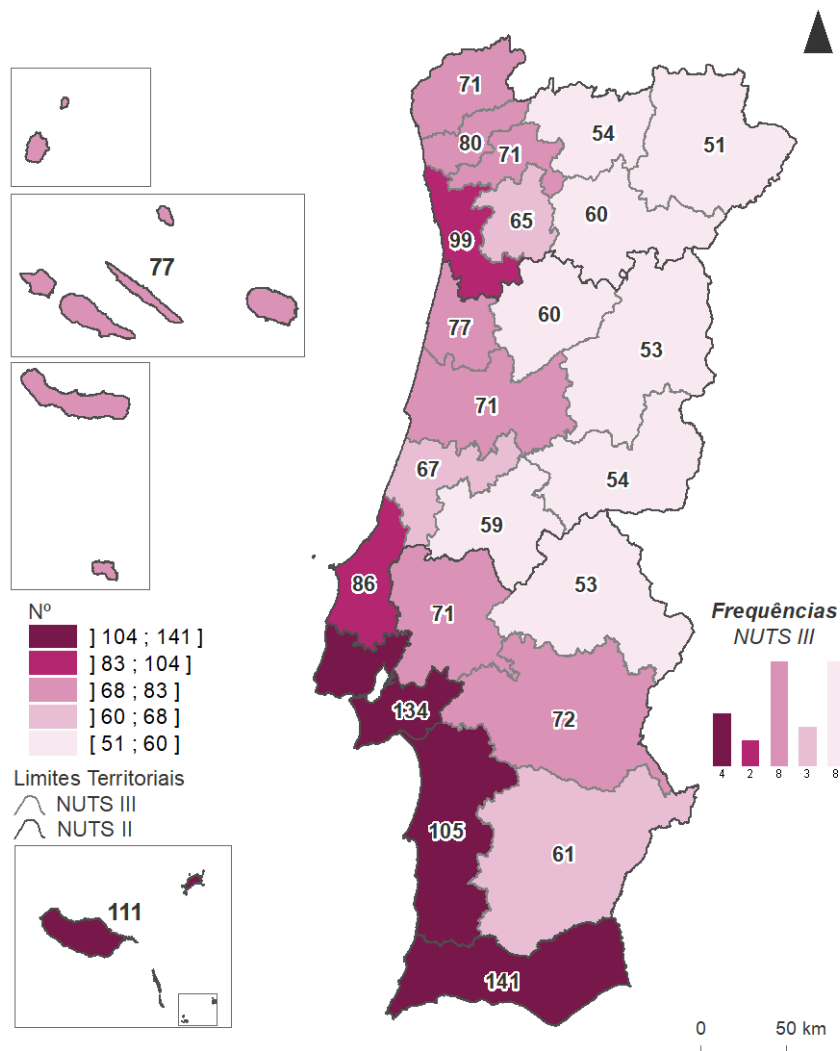 71
80
71
54
51
99
65
60
77
77
60
53
71
67
54
59
86
71
53
Nº
] 104 ; 141 ]
] 83 ; 104 ]
] 68 ; 83 ]
] 60 ; 68 ]
[ 51 ; 60 ]
Limites Territoriais
NUTS III
NUTS II
134
72
105
61
141
111
Frequências
NUTS III
4 2 8 3 8
0 50 km